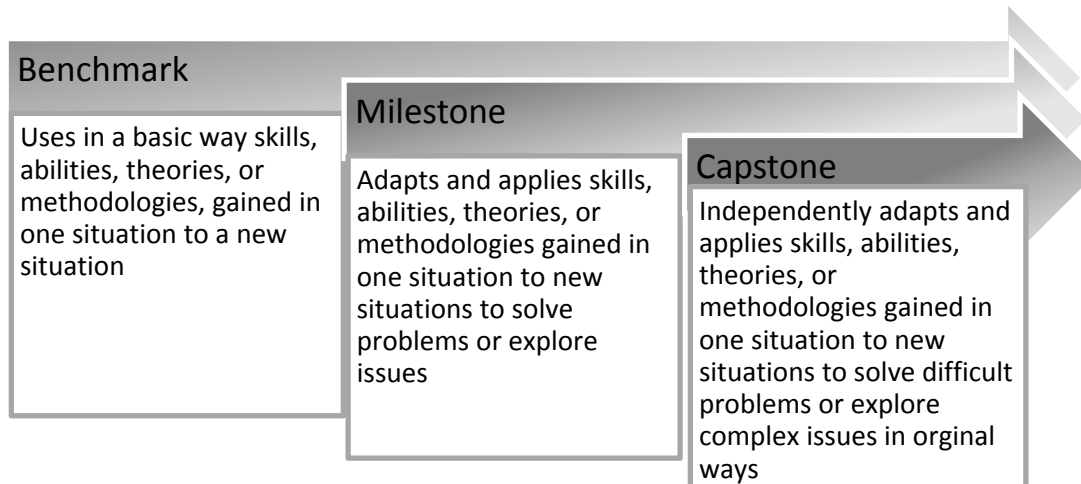 Benchmark
Uses in a basic way skills,
abilities, theories, or
methodologies, gained in
one situation to a new
situation
Milestone
Adapts and applies skills,
abilities, theories, or
methodologies gained in
one situation to new
situations to solve
problems or explore
issues
Capstone
Independently adapts and
applies skills, abilities,
theories, or
methodologies gained in
one situation to new
situations to solve difficult
problems or explore
complex issues in orginal
ways